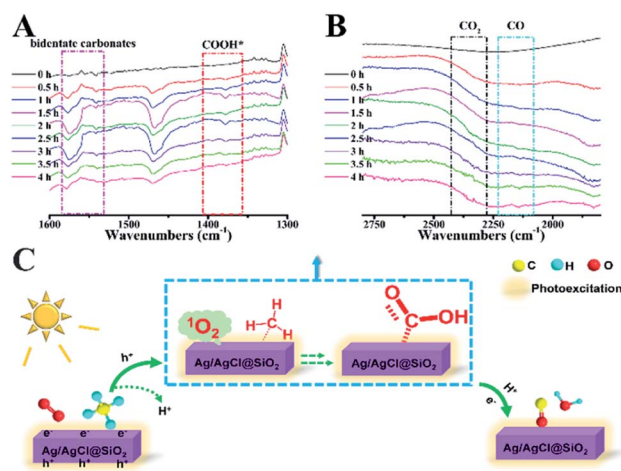 A
bidentate carbonates
COOH*
0 h
0.5 h
1 h
1.5 h
2 h
2.5 h
3 h
3.5 h
4 h
1600
1500
1400
1300
Wavenumbers (cm⁻¹)
B
CO₂
CO
0 h
0.5 h
1 h
1.5 h
2 h
2.5 h
3 h
3.5 h
4 h
2750
2500
2250
2000
Wavenumbers (cm⁻¹)
C
C H O
Photoexcitation
¹O₂
H
C
H
H
Ag/AgCl@SiO₂
O
C
OH
Ag/AgCl@SiO₂
h⁺
H⁺
e⁻ e⁻ e⁻
Ag/AgCl@SiO₂
h⁺ h⁺ h⁺
H⁺
e⁻
Ag/AgCl@SiO₂